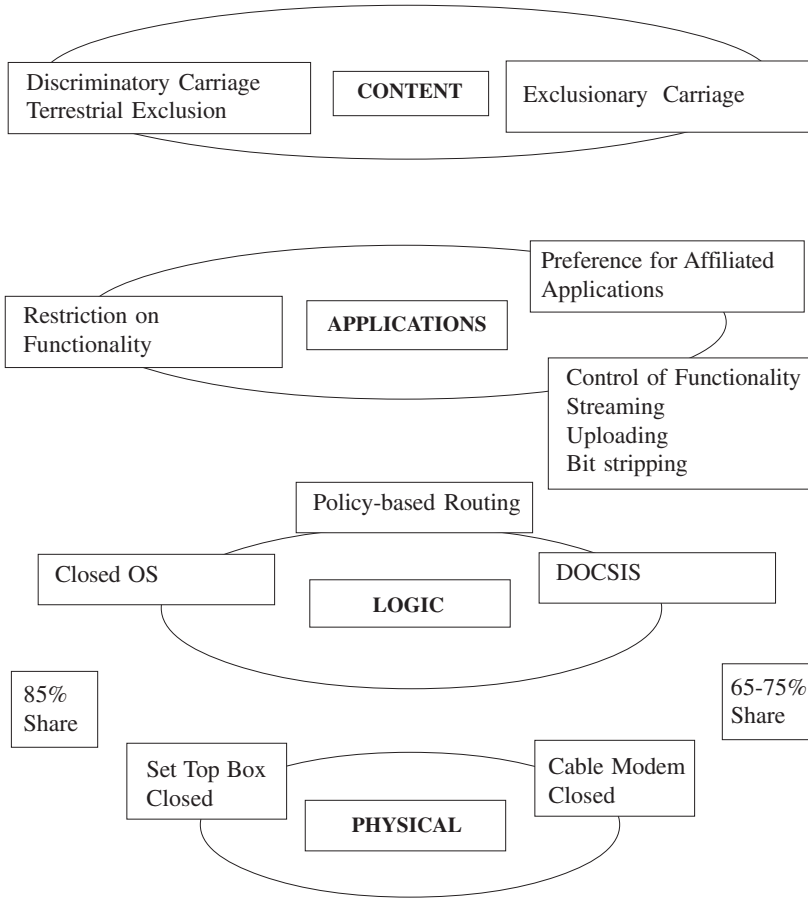 Discriminatory Carriage
Terrestrial Exclusion
CONTENT
Exclusionary Carriage
Preference for Affiliated
Applications
Restriction on
Functionality
APPLICATIONS
Control of Functionality
Streaming
Uploading
Bit stripping
Policy-based Routing
Closed OS
LOGIC
DOCSIS
85%
Share
65-75%
Share
Set Top Box
Closed
PHYSICAL
Cable Modem
Closed